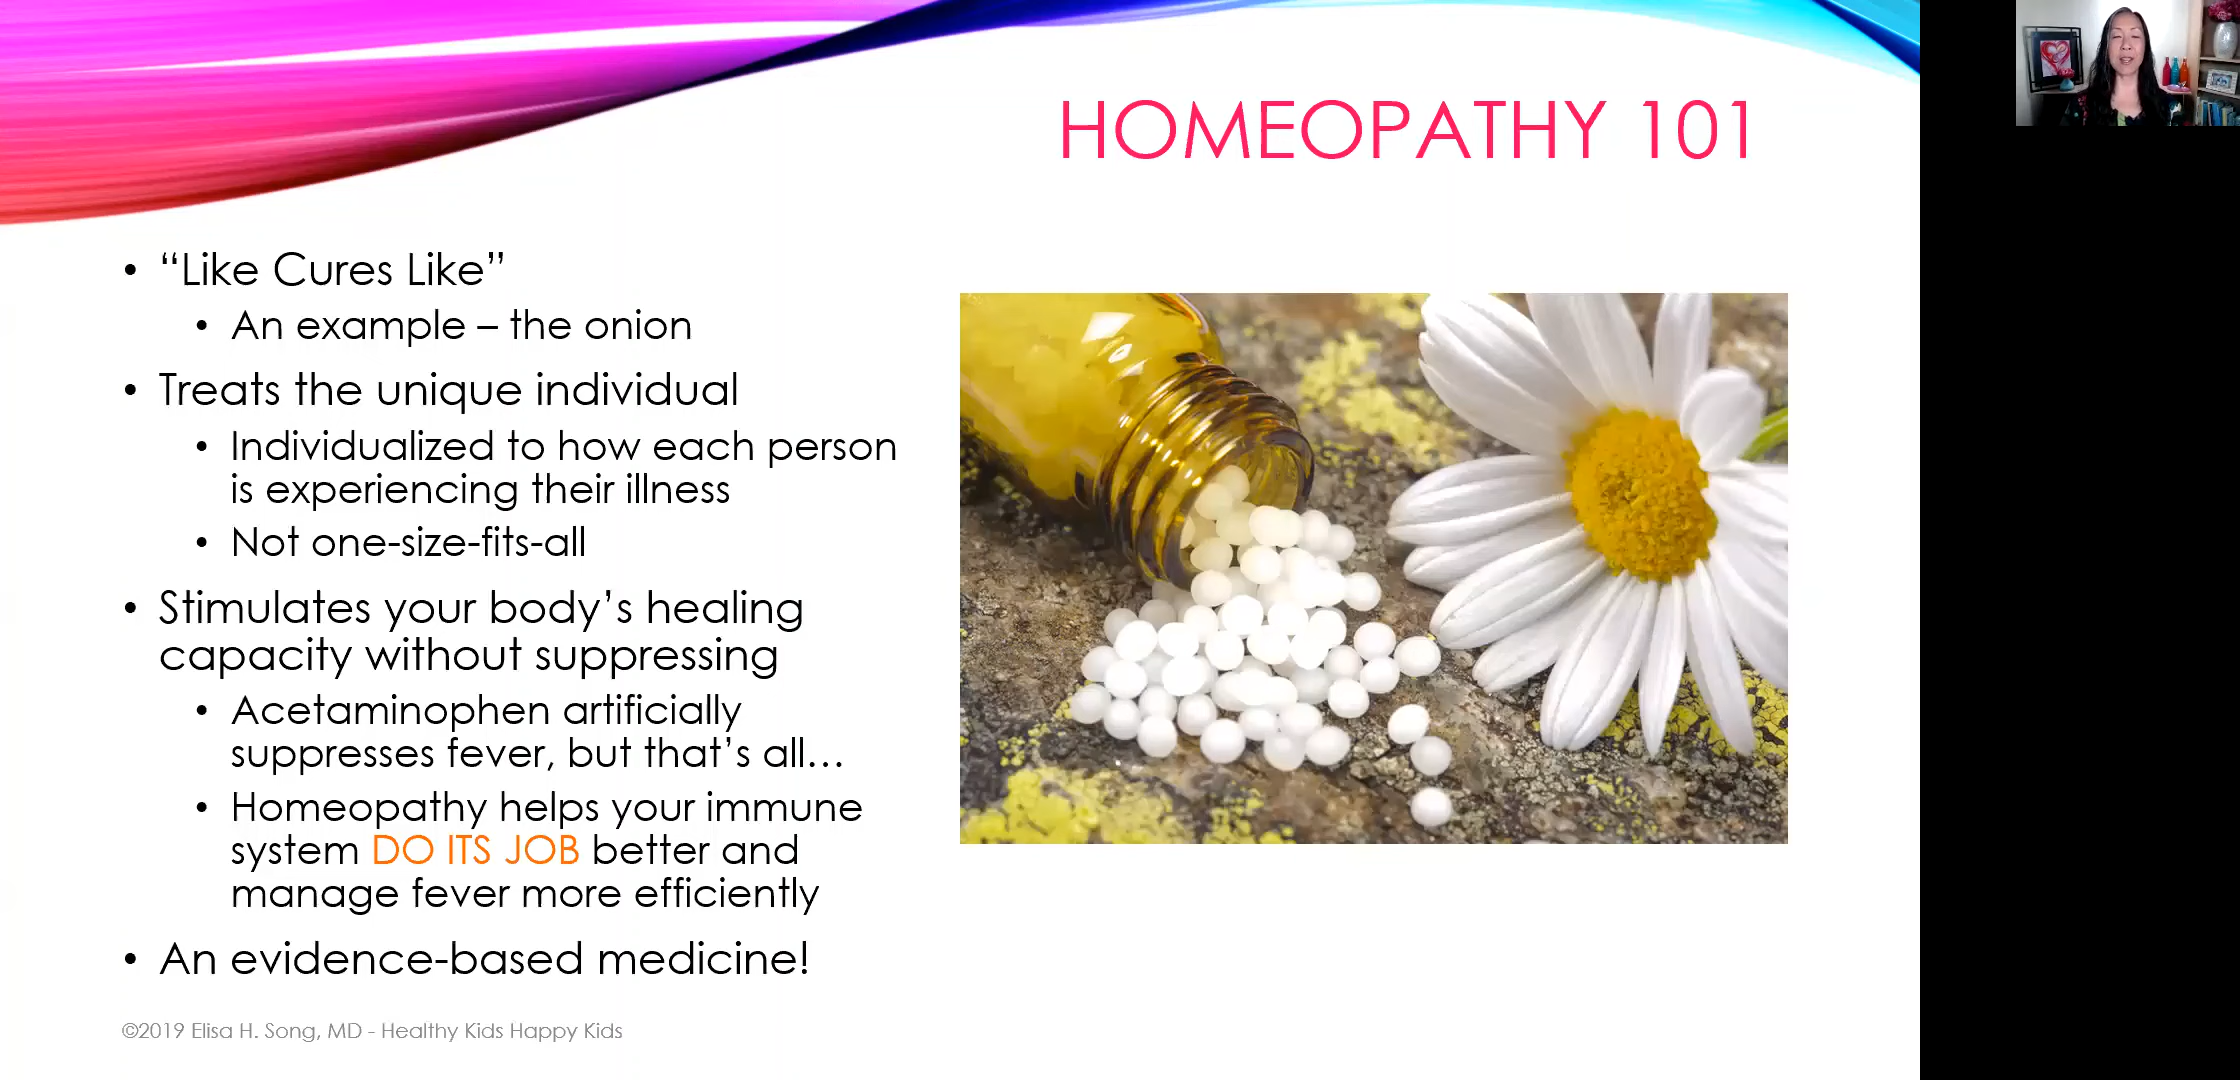 HOMEOPATHY 101
• “Like Cures Like”
• An example – the onion
• Treats the unique individual
• Individualized to how each person
is experiencing their illness
• Not one-size-fits-all
• Stimulates your body’s healing
capacity without suppressing
• Acetaminophen artificially
suppresses fever, but that’s all…
• Homeopathy helps your immune
system DO ITS JOB better and
manage fever more efficiently
• An evidence-based medicine!
©2019 Elisa H. Song, MD - Healthy Kids Happy Kids